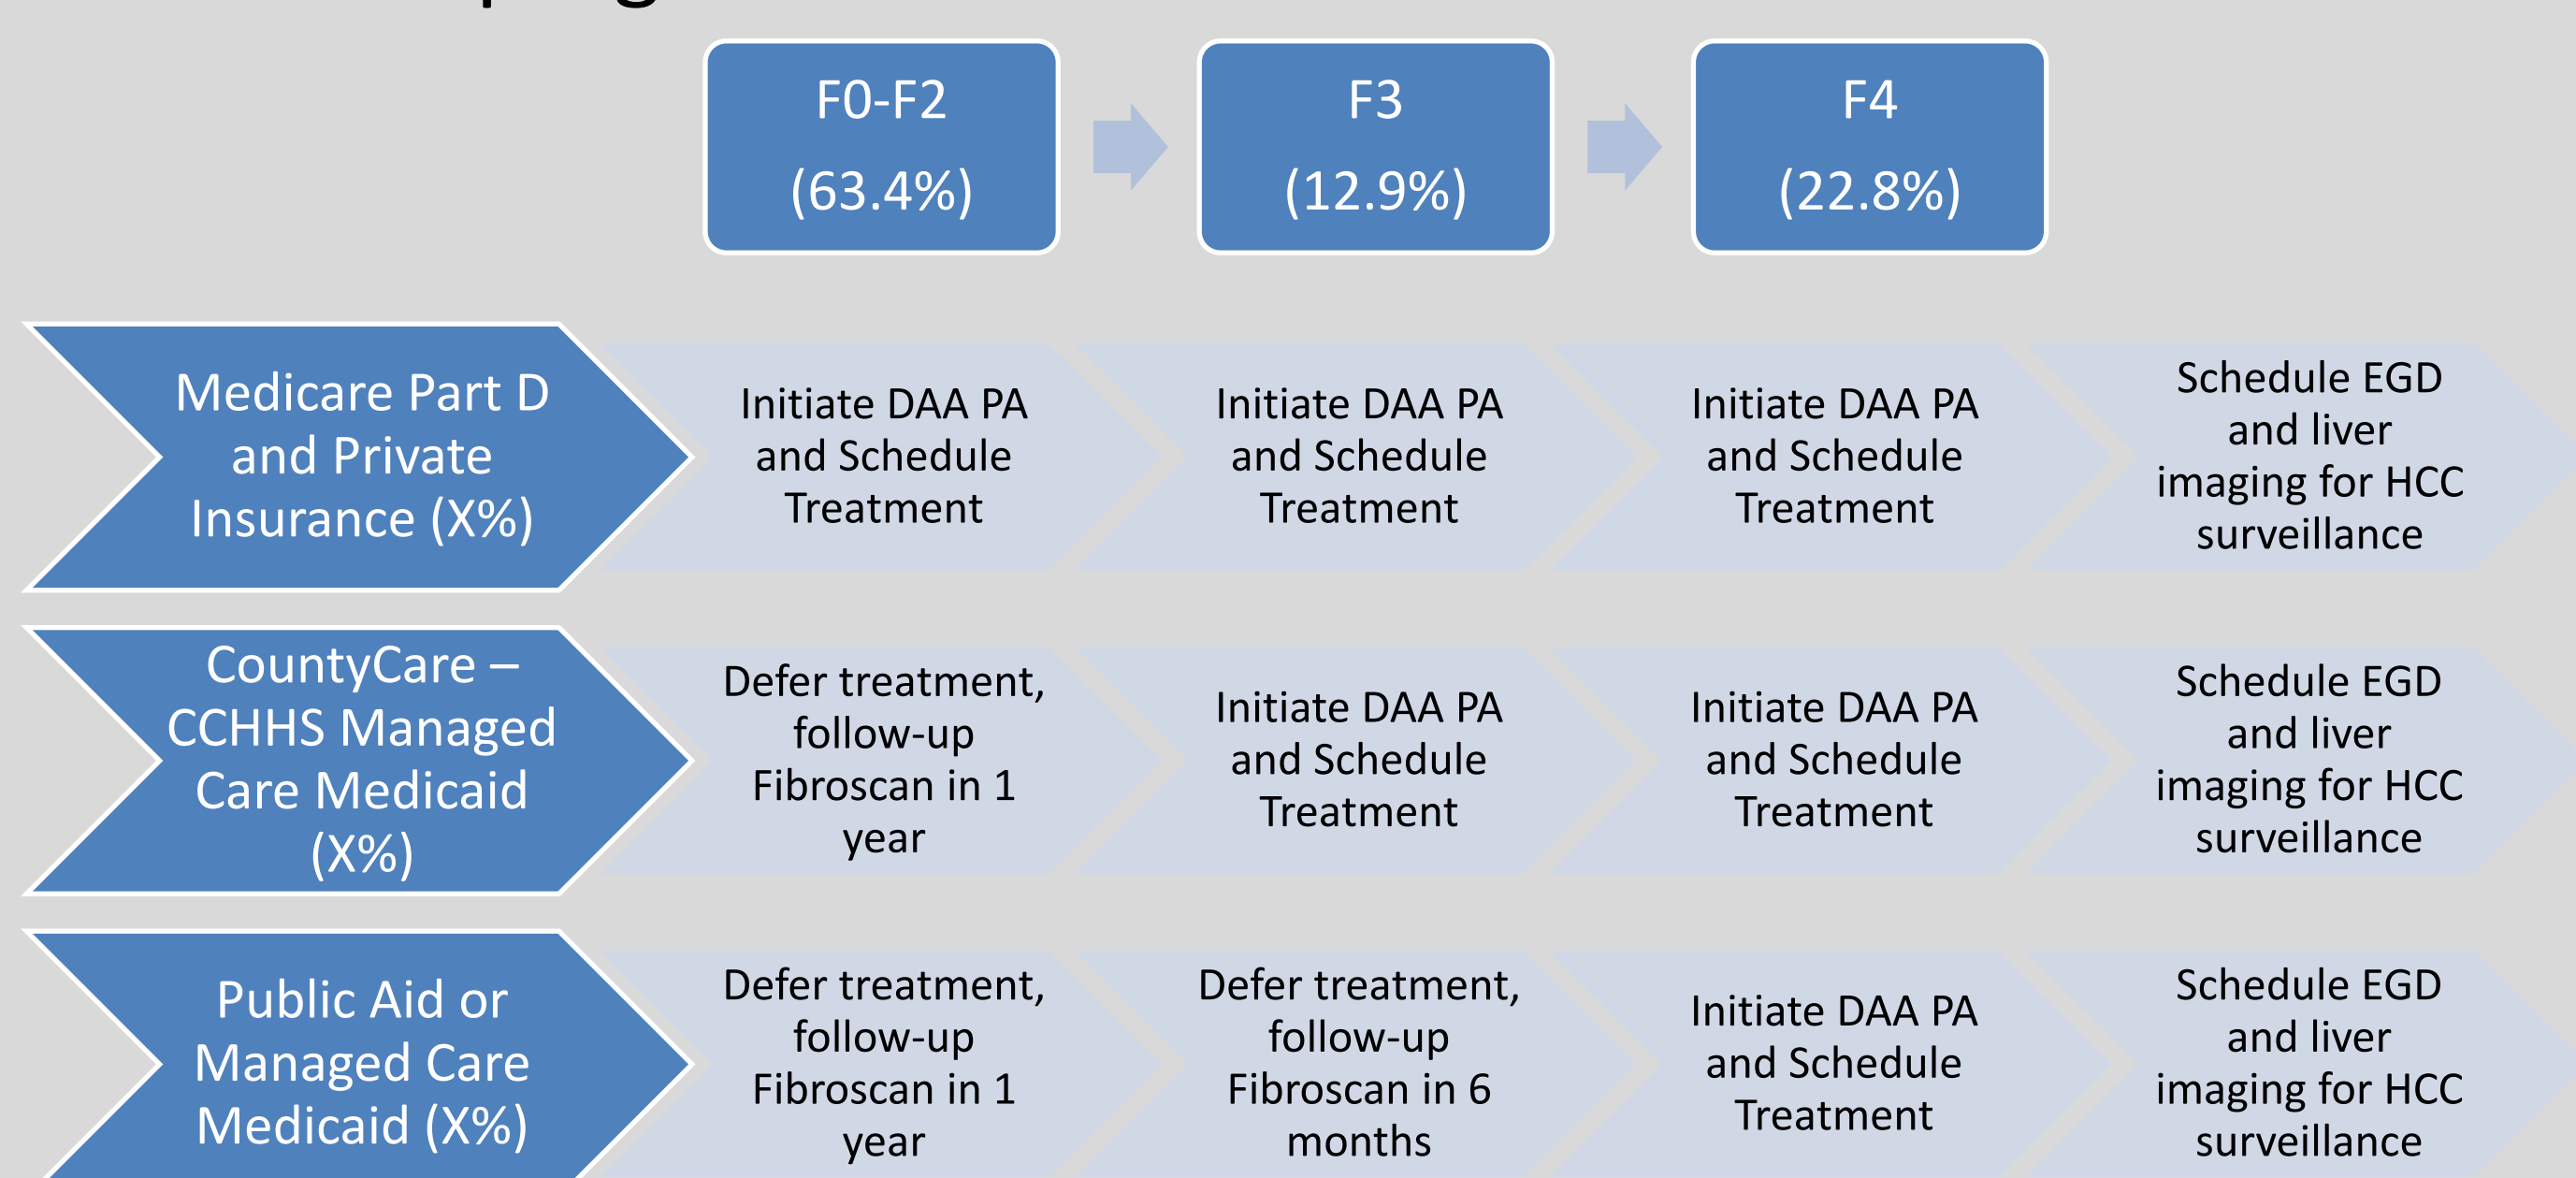 F0-F2
(63.4%)
F3
(12.9%)
F4
(22.8%)
Medicare Part D
and Private
Insurance (X%)
Initiate DAA PA
and Schedule
Treatment
Initiate DAA PA
and Schedule
Treatment
Initiate DAA PA
and Schedule
Treatment
Schedule EGD
and liver
imaging for HCC
surveillance
CountyCare –
CCHHS Managed
Care Medicaid
(X%)
Defer treatment,
follow-up
Fibroscan in 1
year
Initiate DAA PA
and Schedule
Treatment
Initiate DAA PA
and Schedule
Treatment
Schedule EGD
and liver
imaging for HCC
surveillance
Public Aid or
Managed Care
Medicaid (X%)
Defer treatment,
follow-up
Fibroscan in 1
year
Defer treatment,
follow-up
Fibroscan in 6
months
Initiate DAA PA
and Schedule
Treatment
Schedule EGD
and liver
imaging for HCC
surveillance